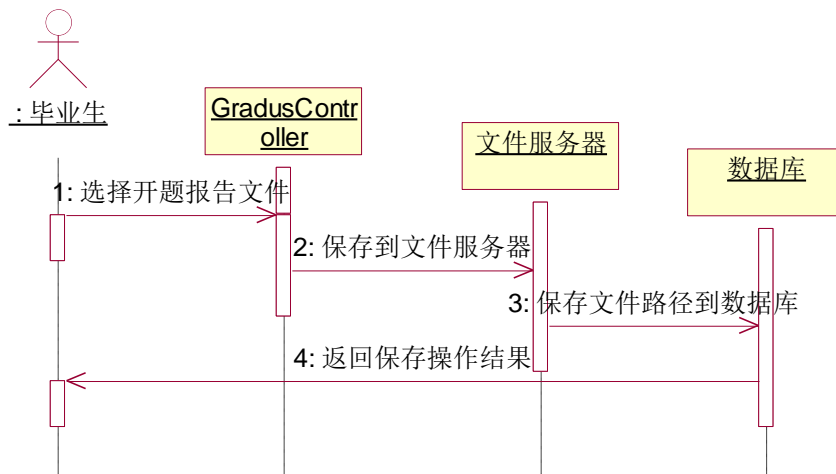 : 毕业生
GradusContr
oller
文件服务器
数据库
1: 选择开题报告文件
2: 保存到文件服务器
3: 保存文件路径到数据库
4: 返回保存操作结果